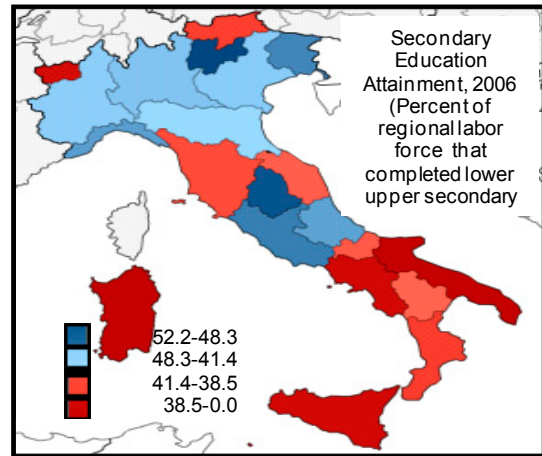 Secondary
Education
Attainment, 2006
(Percent of
regional labor
force that
completed lower
upper secondary
52.2-48.3
48.3-41.4
41.4-38.5
38.5-0.0